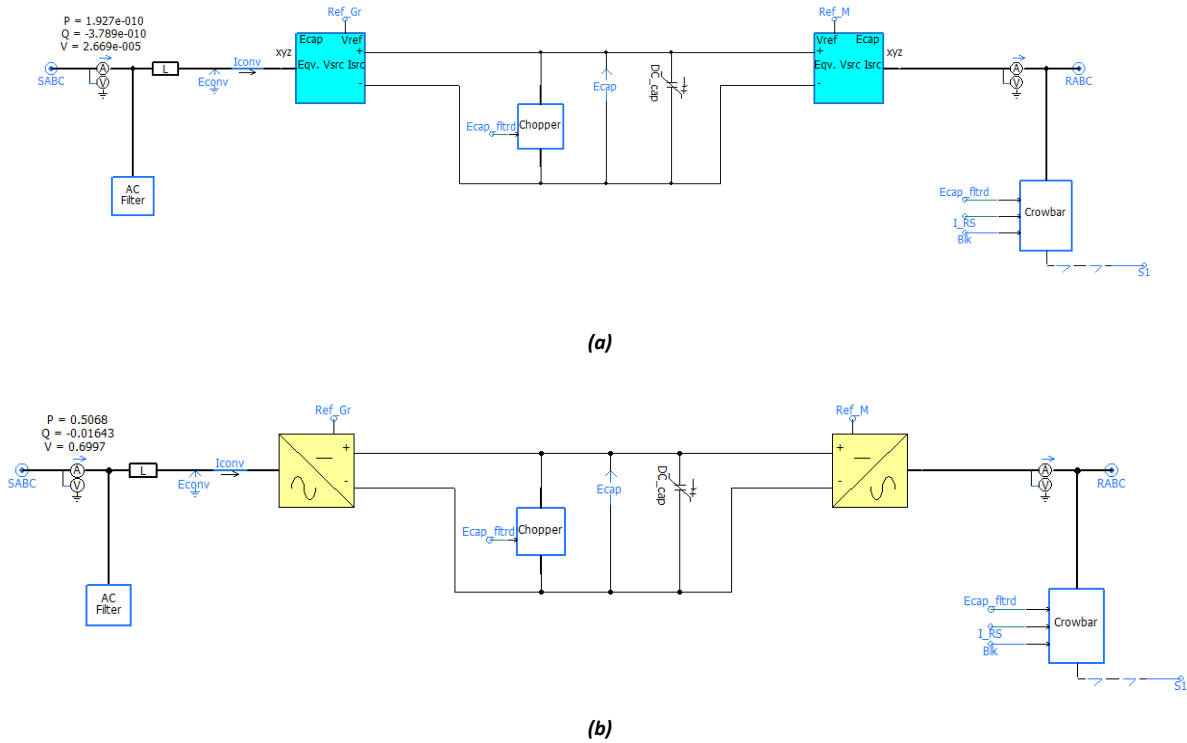 Ref_Gr
Ref_M
P = 1.927e-010
Q = -3.789e-010
V = 2.669e-005
Ecap
Vref
+
Vref
Ecap
+
xyz
xyz
A
L
Iconv
Eqv. Vsrc Isrc
DC_cap
Eqv. Vsrc Isrc
A
SABC
V
Econv
-
Ecap
-
V
RABC
Ecap_fltrd
Chopper
AC
Filter
Ecap_fltrd
I_RS
Blk
Crowbar
S1
(a)
Ref_Gr
Ref_M
P = 0.5068
Q = -0.01643
V = 0.6997
+
+
A
L
Iconv
DC_cap
A
SABC
V
Econv
-
Ecap
-
V
RABC
Ecap_fltrd
Chopper
AC
Filter
Ecap_fltrd
I_RS
Blk
Crowbar
S1
(b)